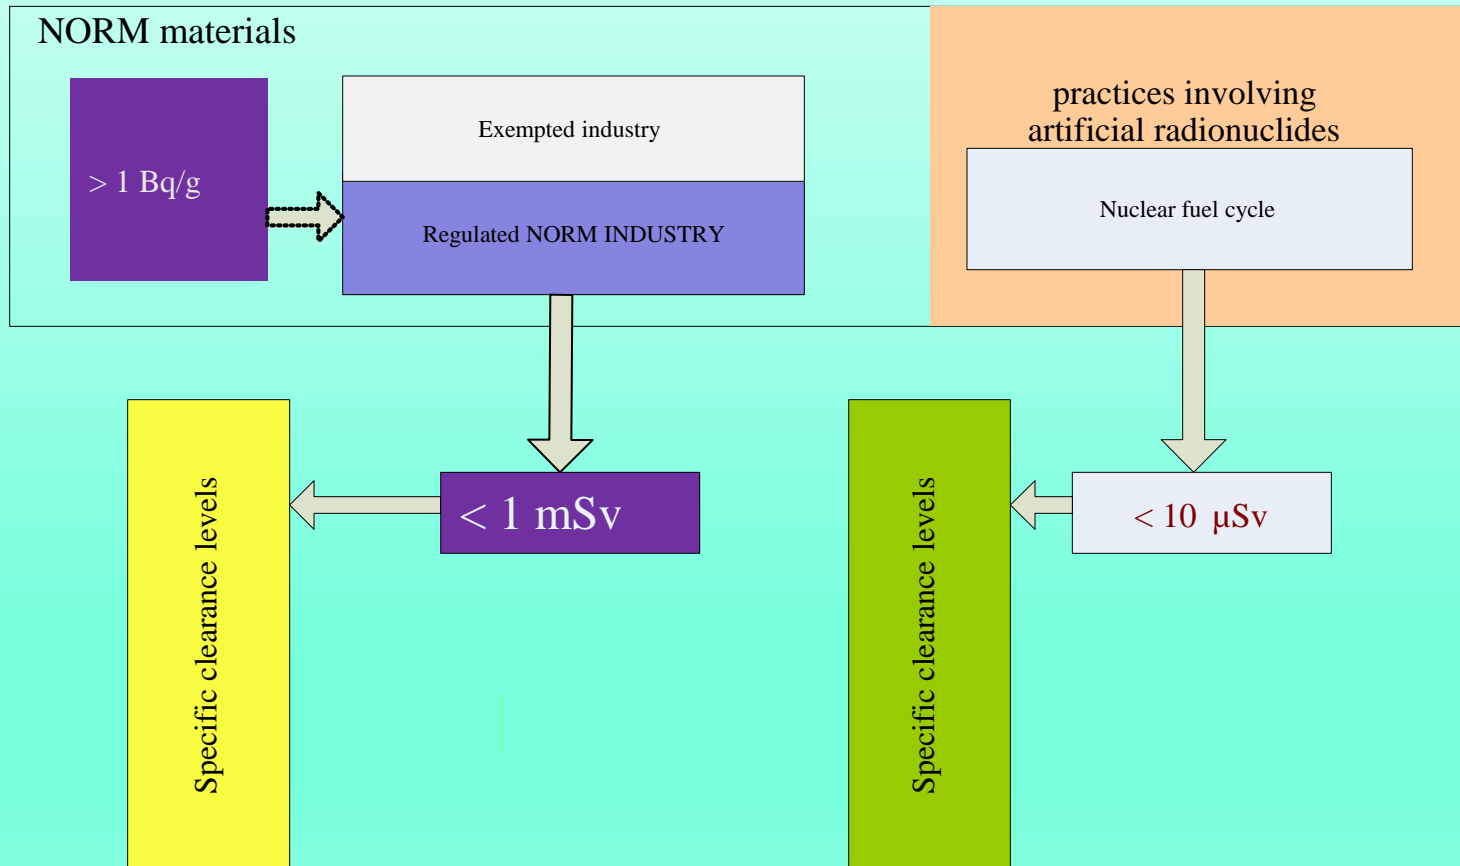 NORM materials
> 1 Bq/g
Exempted industry
Regulated NORM INDUSTRY
practices involving
artificial radionuclides
Nuclear fuel cycle
Specific clearance levels
< 1 mSv
Specific clearance levels
< 10 μSv